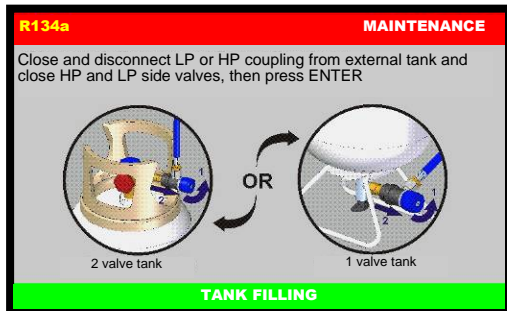 R134a MAINTENANCE
Close and disconnect LP or HP coupling from external tank and
close HP and LP side valves, then press ENTER
1
2
OR
1
2
2 valve tank
1 valve tank
TANK FILLING